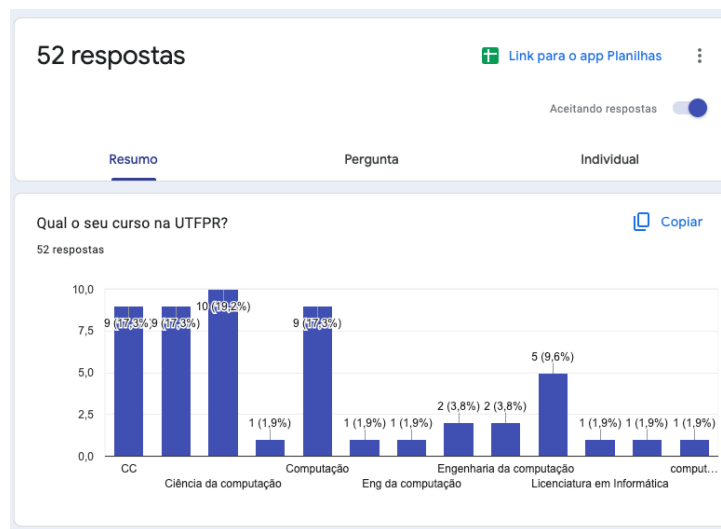 52 respostas
Link para o app Planilhas
Aceitando respostas
Resumo
Pergunta
Individual
Qual o seu curso na UTFPR?
Copiar
52 respostas
10,0
7,5
5,0
2,5
0,0
9 (17,3%)
9 (17,3%)
10 (19,2%)
1 (1,9%)
9 (17,3%)
1 (1,9%)
1 (1,9%)
2 (3,8%)
2 (3,8%)
5 (9,6%)
1 (1,9%)
1 (1,9%)
1 (1,9%)
CC
Ciência da computação
Computação
Eng da computação
Engenharia da computação
Licenciatura em Informática
comput…